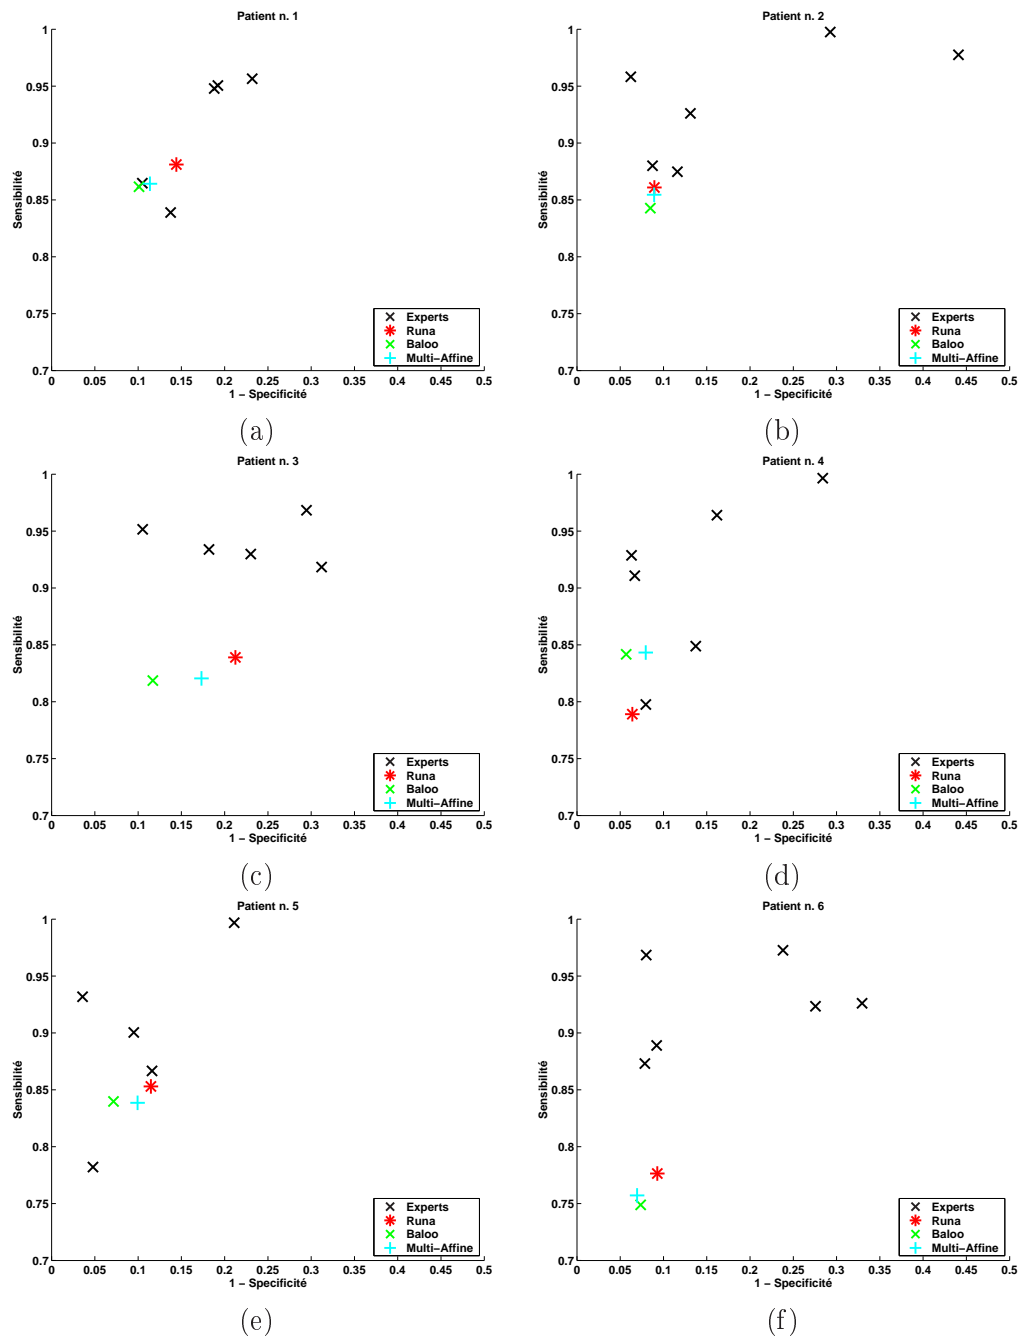 Patient n. 1
1
0.95
0.9
0.85
0.8
0.75
0.7
Sensibilité
Experts
Runa
Baloo
Multi−Affine
0 0.05 0.1 0.15 0.2 0.25 0.3 0.35 0.4 0.45 0.5
1 − Specificité
(a)
Patient n. 2
1
0.95
0.9
0.85
0.8
0.75
0.7
Sensibilité
Experts
Runa
Baloo
Multi−Affine
0 0.05 0.1 0.15 0.2 0.25 0.3 0.35 0.4 0.45 0.5
1 − Specificité
(b)
Patient n. 3
1
0.95
0.9
0.85
0.8
0.75
0.7
Sensibilité
Experts
Runa
Baloo
Multi−Affine
0 0.05 0.1 0.15 0.2 0.25 0.3 0.35 0.4 0.45 0.5
1 − Specificité
(c)
Patient n. 4
1
0.95
0.9
0.85
0.8
0.75
0.7
Sensibilité
Experts
Runa
Baloo
Multi−Affine
0 0.05 0.1 0.15 0.2 0.25 0.3 0.35 0.4 0.45 0.5
1 − Specificité
(d)
Patient n. 5
1
0.95
0.9
0.85
0.8
0.75
0.7
Sensibilité
Experts
Runa
Baloo
Multi−Affine
0 0.05 0.1 0.15 0.2 0.25 0.3 0.35 0.4 0.45 0.5
1 − Specificité
(e)
Patient n. 6
1
0.95
0.9
0.85
0.8
0.75
0.7
Sensibilité
Experts
Runa
Baloo
Multi−Affine
0 0.05 0.1 0.15 0.2 0.25 0.3 0.35 0.4 0.45 0.5
1 − Specificité
(f)